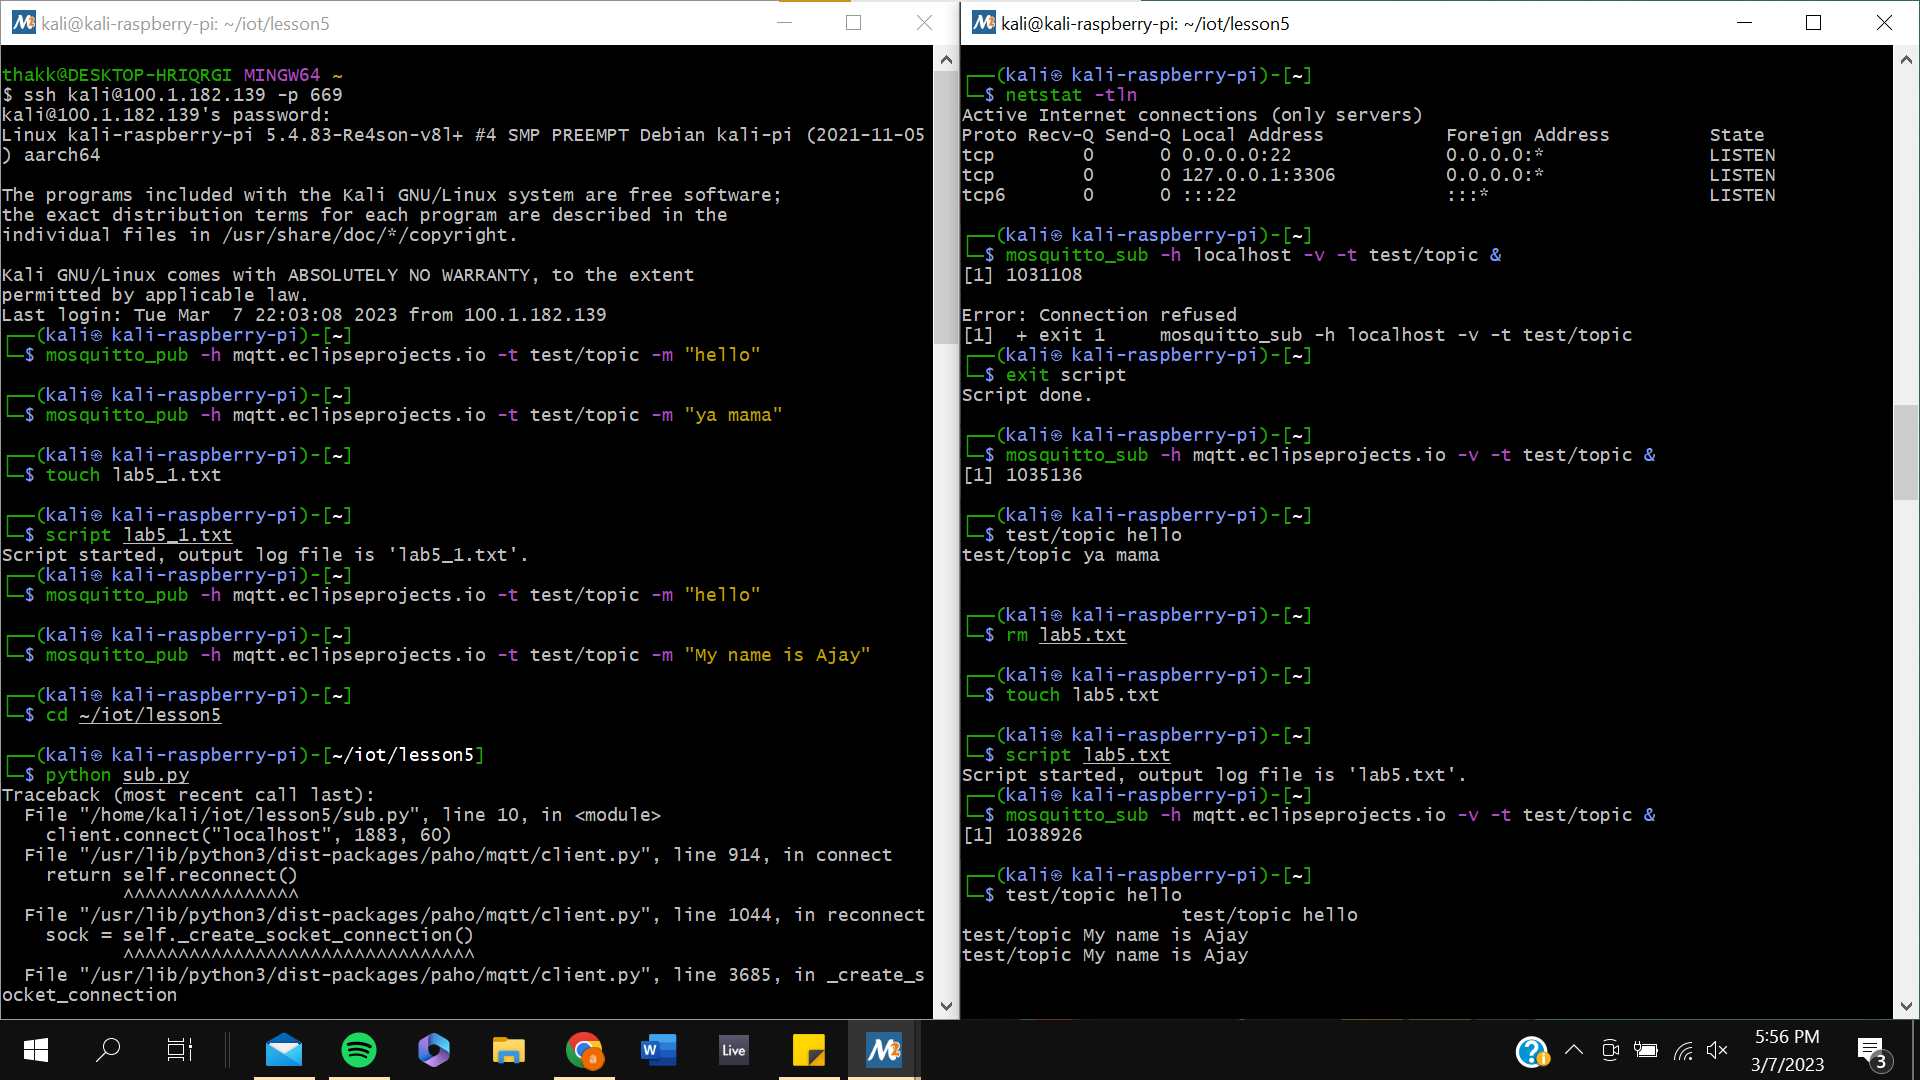 kali@kali-raspberry-pi: ~/iot/lesson5
thakk@DESKTOP-HRIQRGI MINGW64 ~
$ ssh kali@100.1.182.139 -p 669
kali@100.1.182.139's password:
Linux kali-raspberry-pi 5.4.83-Re4son-v8l+ #4 SMP PREEMPT Debian kali-pi (2021-11-05
) aarch64
The programs included with the Kali GNU/Linux system are free software;
the exact distribution terms for each program are described in the
individual files in /usr/share/doc/*/copyright.
Kali GNU/Linux comes with ABSOLUTELY NO WARRANTY, to the extent
permitted by applicable law.
Last login: Tue Mar  7 22:03:08 2023 from 100.1.182.139
┌──(kali㉿kali-raspberry-pi)-[~]
└─$ mosquitto_pub -h mqtt.eclipseprojects.io -t test/topic -m "hello"
┌──(kali㉿kali-raspberry-pi)-[~]
└─$ mosquitto_pub -h mqtt.eclipseprojects.io -t test/topic -m "ya mama"
┌──(kali㉿kali-raspberry-pi)-[~]
└─$ touch lab5_1.txt
┌──(kali㉿kali-raspberry-pi)-[~]
└─$ script lab5_1.txt
Script started, output log file is 'lab5_1.txt'.
┌──(kali㉿kali-raspberry-pi)-[~]
└─$ mosquitto_pub -h mqtt.eclipseprojects.io -t test/topic -m "hello"
┌──(kali㉿kali-raspberry-pi)-[~]
└─$ mosquitto_pub -h mqtt.eclipseprojects.io -t test/topic -m "My name is Ajay"
┌──(kali㉿kali-raspberry-pi)-[~]
└─$ cd ~/iot/lesson5
┌──(kali㉿kali-raspberry-pi)-[~/iot/lesson5]
└─$ python sub.py
Traceback (most recent call last):
  File "/home/kali/iot/lesson5/sub.py", line 10, in <module>
    client.connect("localhost", 1883, 60)
  File "/usr/lib/python3/dist-packages/paho/mqtt/client.py", line 914, in connect
    return self.reconnect()
           ^^^^^^^^^^^^^^^^
  File "/usr/lib/python3/dist-packages/paho/mqtt/client.py", line 1044, in reconnect
    sock = self._create_socket_connection()
           ^^^^^^^^^^^^^^^^^^^^^^^^^^^^^^^^
  File "/usr/lib/python3/dist-packages/paho/mqtt/client.py", line 3685, in _create_s
ocket_connection
kali@kali-raspberry-pi: ~/iot/lesson5
┌──(kali㉿kali-raspberry-pi)-[~]
└─$ netstat -tln
Active Internet connections (only servers)
Proto Recv-Q Send-Q Local Address           Foreign Address         State
tcp        0      0 0.0.0.0:22              0.0.0.0:*               LISTEN
tcp        0      0 127.0.0.1:3306          0.0.0.0:*               LISTEN
tcp6       0      0 :::22                   :::*                    LISTEN
┌──(kali㉿kali-raspberry-pi)-[~]
└─$ mosquitto_sub -h localhost -v -t test/topic &
[1] 1031108
Error: Connection refused
[1]  + exit 1     mosquitto_sub -h localhost -v -t test/topic
┌──(kali㉿kali-raspberry-pi)-[~]
└─$ exit script
Script done.
┌──(kali㉿kali-raspberry-pi)-[~]
└─$ mosquitto_sub -h mqtt.eclipseprojects.io -v -t test/topic &
[1] 1035136
┌──(kali㉿kali-raspberry-pi)-[~]
└─$ test/topic hello
test/topic ya mama
┌──(kali㉿kali-raspberry-pi)-[~]
└─$ rm lab5.txt
┌──(kali㉿kali-raspberry-pi)-[~]
└─$ touch lab5.txt
┌──(kali㉿kali-raspberry-pi)-[~]
└─$ script lab5.txt
Script started, output log file is 'lab5.txt'.
┌──(kali㉿kali-raspberry-pi)-[~]
└─$ mosquitto_sub -h mqtt.eclipseprojects.io -v -t test/topic &
[1] 1038926
┌──(kali㉿kali-raspberry-pi)-[~]
└─$ test/topic hello
                    test/topic hello
test/topic My name is Ajay
test/topic My name is Ajay
Live
5:56 PM
3/7/2023
3